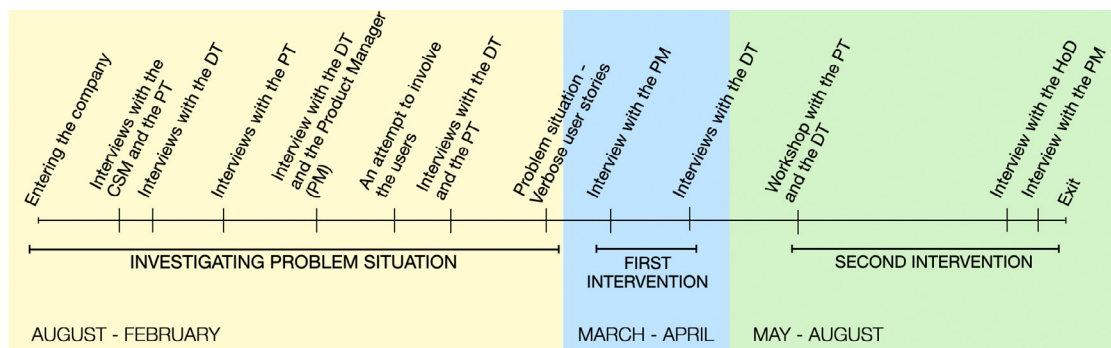 Entering the company
Interviews with the
CSM and the PT
Interviews with the DT
Interviews with the PT
Interview with the DT
and the Product Manager
(PM)
An attempt to involve
the users
Interviews with the DT
and the PT
Problem situation -
Verbose user stories
Interview with the PM
Interviews with the DT
Workshop with the PT
and the DT
Interview with the HoD
Interview with the PM
Exit
INVESTIGATING PROBLEM SITUATION
FIRST
INTERVENTION
SECOND INTERVENTION
AUGUST - FEBRUARY
MARCH - APRIL
MAY - AUGUST